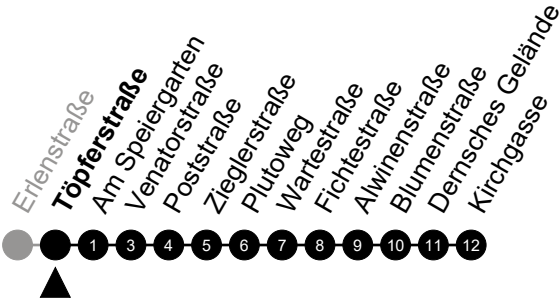 Erlenstraße
Töpferstraße
Am Speiergarten
Venatorstraße
Poststraße
Zieglerstraße
Plutoweg
Wartestraße
Fichtestraße
Alwinenstraße
Blumenstraße
Dernsches Gelände
Kirchgasse
1 3 4 5 6 7 8 9 10 11 12